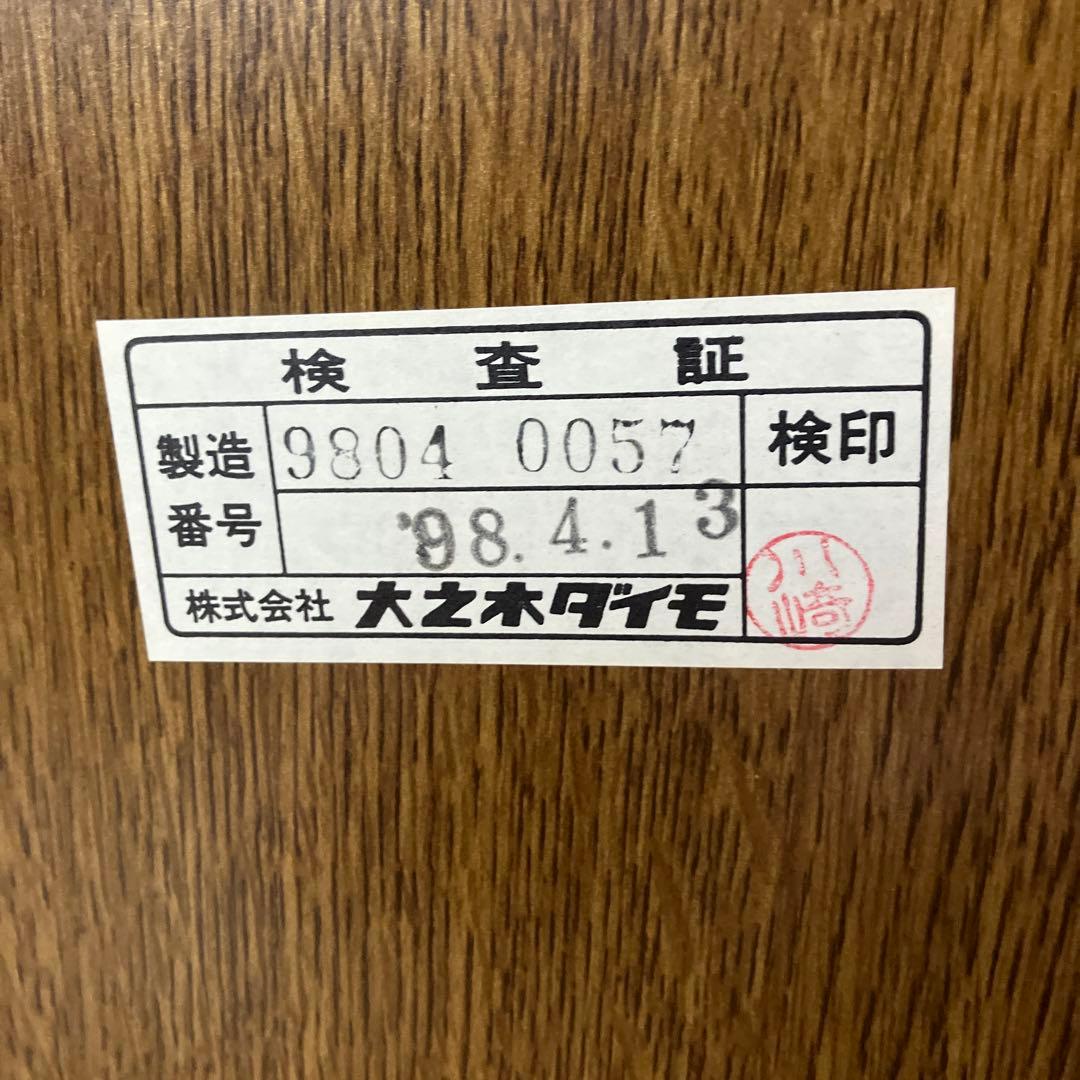 検査証
製造番号
9804 0057
'98.4.13
検印
川崎
株式会社 大之木ダイモ